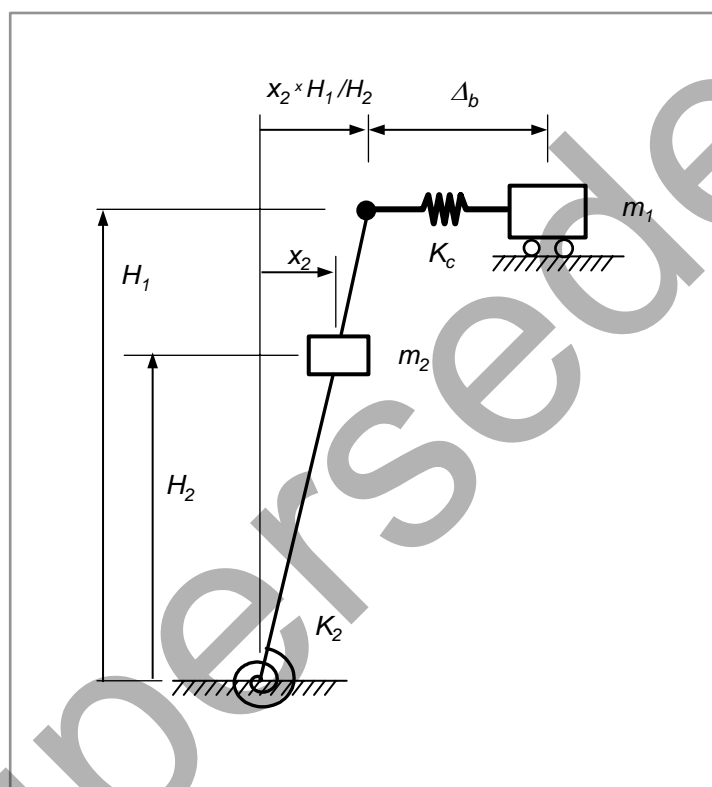 x₂ × H₁/H₂
Δb
m₁
Kc
x₂
H₁
m₂
H₂
K₂
superseded